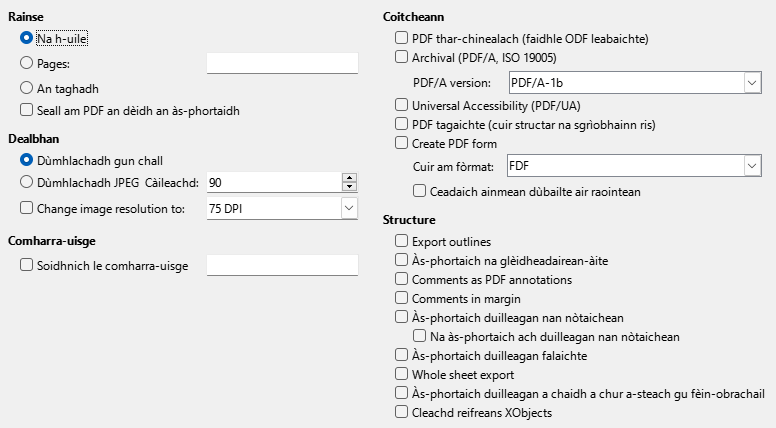 Rainse
Na h-uile
Pages:
An taghadh
Seall am PDF an dèidh an às-phortaidh
Dealbhan
Dùmhlachadh gun chall
Dùmhlachadh JPEG Càileachd: 90
Change image resolution to: 75 DPI
Comharra-uisge
Soidhnich le comharra-uisge
Coitcheann
PDF thar-chinealach (faidhle ODF leabaichte)
Archival (PDF/A, ISO 19005)
PDF/A version: PDF/A-1b
Universal Accessibility (PDF/UA)
PDF tagaichte (cuir structar na sgrìobhainn ris)
Create PDF form
Cuir am fòrmat: FDF
Ceadaich ainmean dùbailte air raointean
Structure
Export outlines
Às-phortaich na glèidheadairean-àite
Comments as PDF annotations
Comments in margin
Às-phortaich duilleagan nan nòtaichean
Na às-phortaich ach duilleagan nan nòtaichean
Às-phortaich duilleagan falaichte
Whole sheet export
Às-phortaich duilleagan a chaidh a chur a-steach gu fèin-obrachail
Cleachd reifreans XObjects